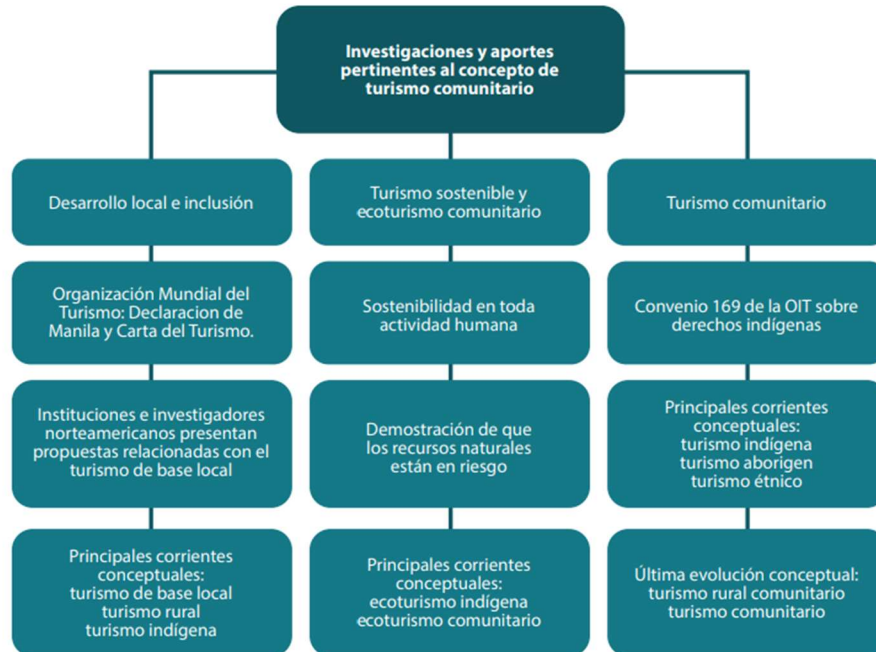 Investigaciones y aportes
pertinentes al concepto de
turismo comunitario
Desarrollo local e inclusión
Turismo sostenible y
ecoturismo comunitario
Turismo comunitario
Organización Mundial del
Turismo: Declaracion de
Manila y Carta del Turismo.
Sostenibilidad en toda
actividad humana
Convenio 169 de la OIT sobre
derechos indígenas
Instituciones e investigadores
norteamericanos presentan
propuestas relacionadas con el
turismo de base local
Demostración de que
los recursos naturales
están en riesgo
Principales corrientes
conceptuales:
turismo indígena
turismo aborigen
turismo étnico
Principales corrientes
conceptuales:
turismo de base local
turismo rural
turismo indígena
Principales corrientes
conceptuales:
ecoturismo indígena
ecoturismo comunitario
Última evolución conceptual:
turismo rural comunitario
turismo comunitario